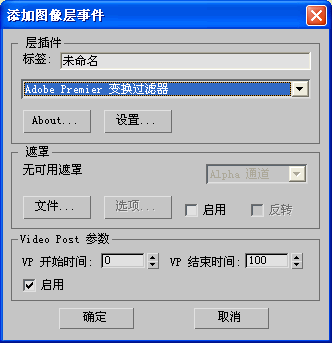 添加图像层事件
层插件
标签: 未命名
Adobe Premier 变换过滤器
About... 设置...
遮罩
无可用遮罩 Alpha 通道
文件... 选项... 启用 反转
Video Post 参数
VP 开始时间: 0 VP 结束时间: 100
启用
确定 取消